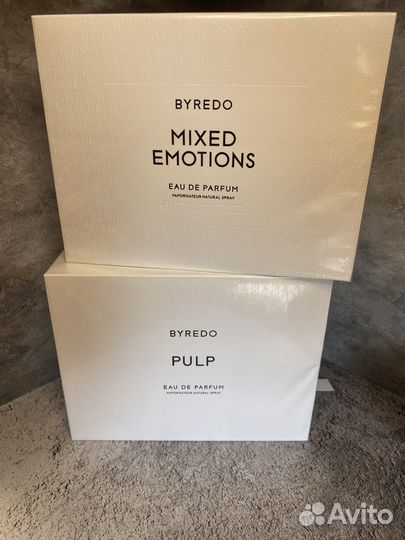 BYREDO
MIXED
EMOTIONS
EAU DE PARFUM
VAPORISATEUR NATURAL SPRAY
BYREDO
PULP
EAU DE PARFUM
VAPORISATEUR NATURAL SPRAY
Avito